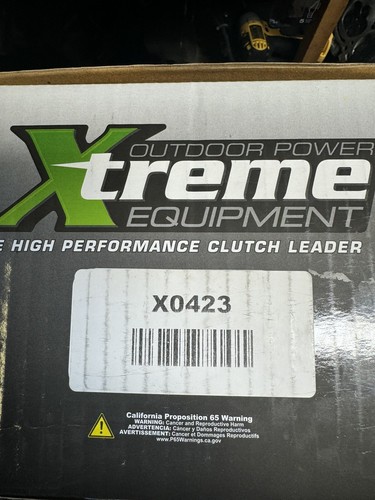 OUTDOOR POWER
Xtreme
EQUIPMENT
E HIGH PERFORMANCE CLUTCH LEADER
X0423
California Proposition 65 Warning
WARNING: Cancer and Reproductive Harm
ADVERTENCIA: Cáncer y Daños Reproductivos
AVERTISSEMENT: Cancer et Dommages Reproductifs
www.P65Warnings.ca.gov